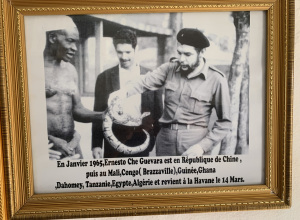 En Janvier 1965,Ernesto Che Guevara est en République de Chine ,
puis au Mali,Congo( Brazzaville),Guinée,Ghana
,Dahomey, Tanzanie,Egypte,Algérie et revient à la Havane le 14 Mars.